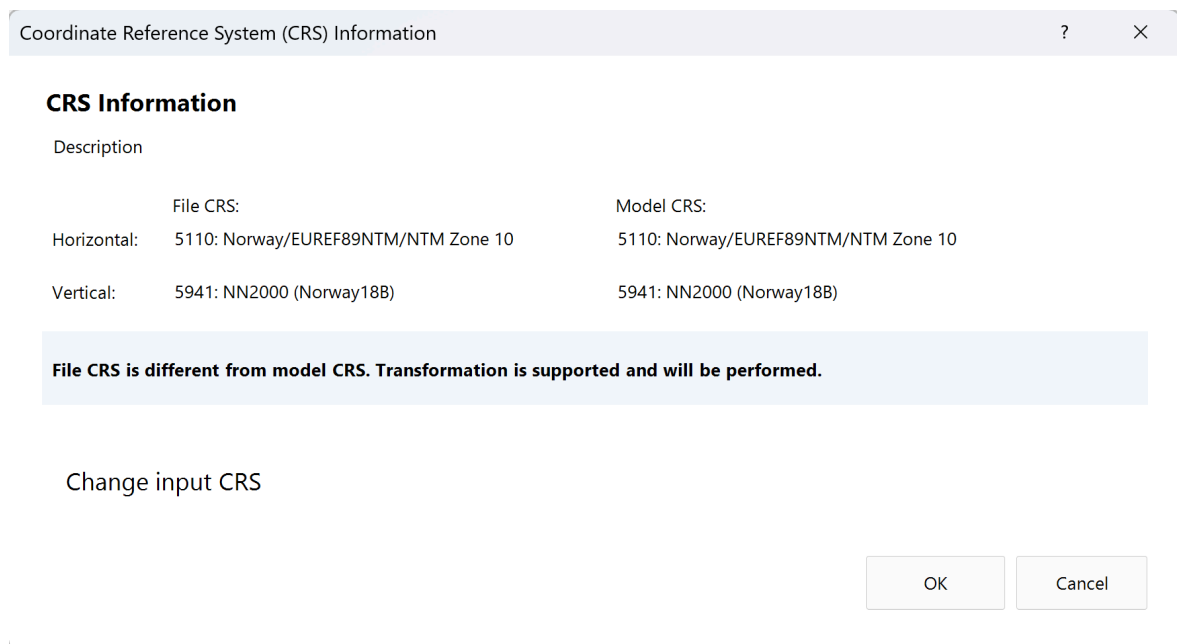 Coordinate Reference System (CRS) Information ?
CRS Information
Description
File CRS: Model CRS:
Horizontal: 5110: Norway/EUREF89NTM/NTM Zone 10 5110: Norway/EUREF89NTM/NTM Zone 10
Vertical: 5941: NN2000 (Norway18B) 5941: NN2000 (Norway18B)
File CRS is different from model CRS. Transformation is supported and will be performed.
Change input CRS
OK Cancel